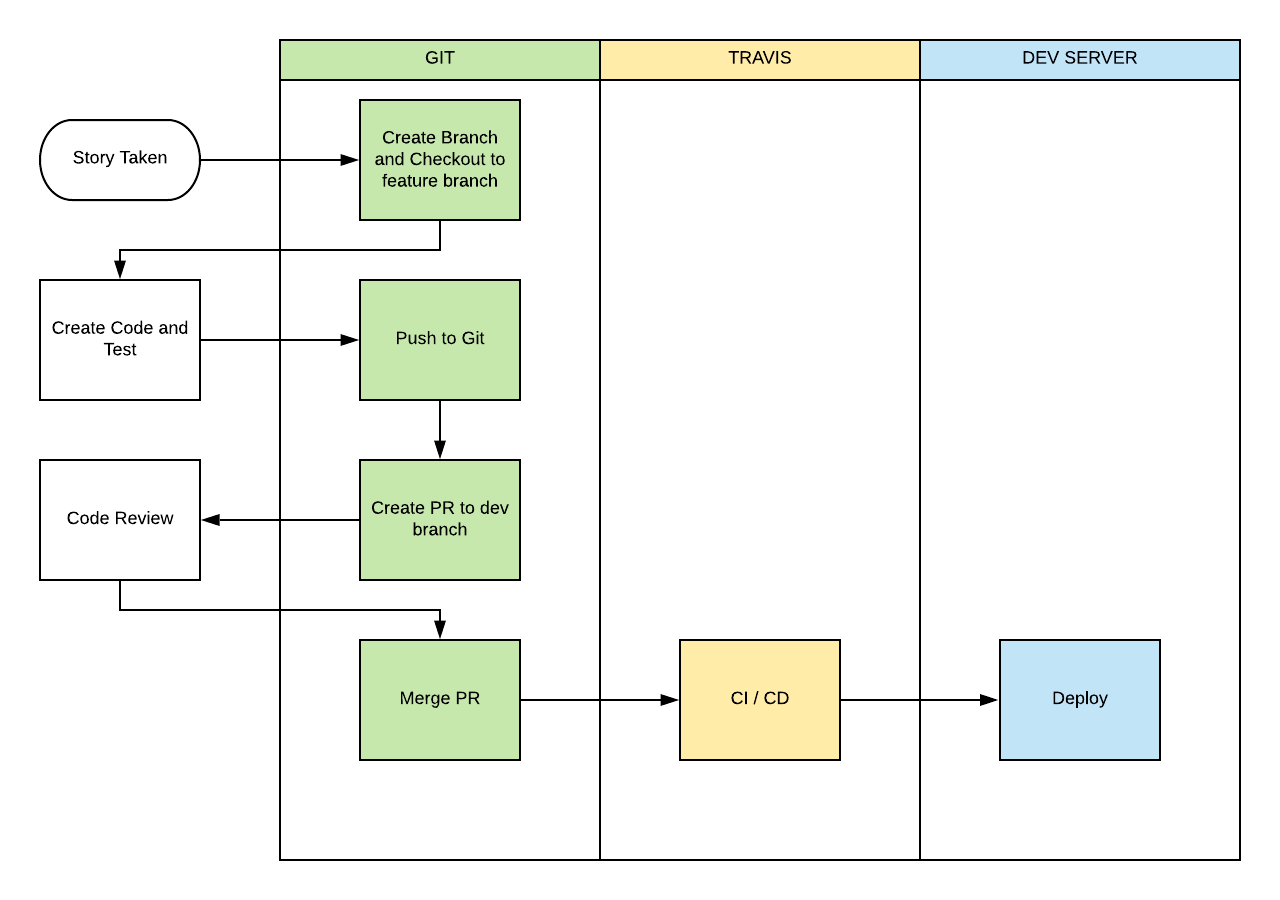 GIT
TRAVIS
DEV SERVER
Story Taken
Create Branch
and Checkout to
feature branch
Create Code and
Test
Push to Git
Code Review
Create PR to dev
branch
Merge PR
CI / CD
Deploy